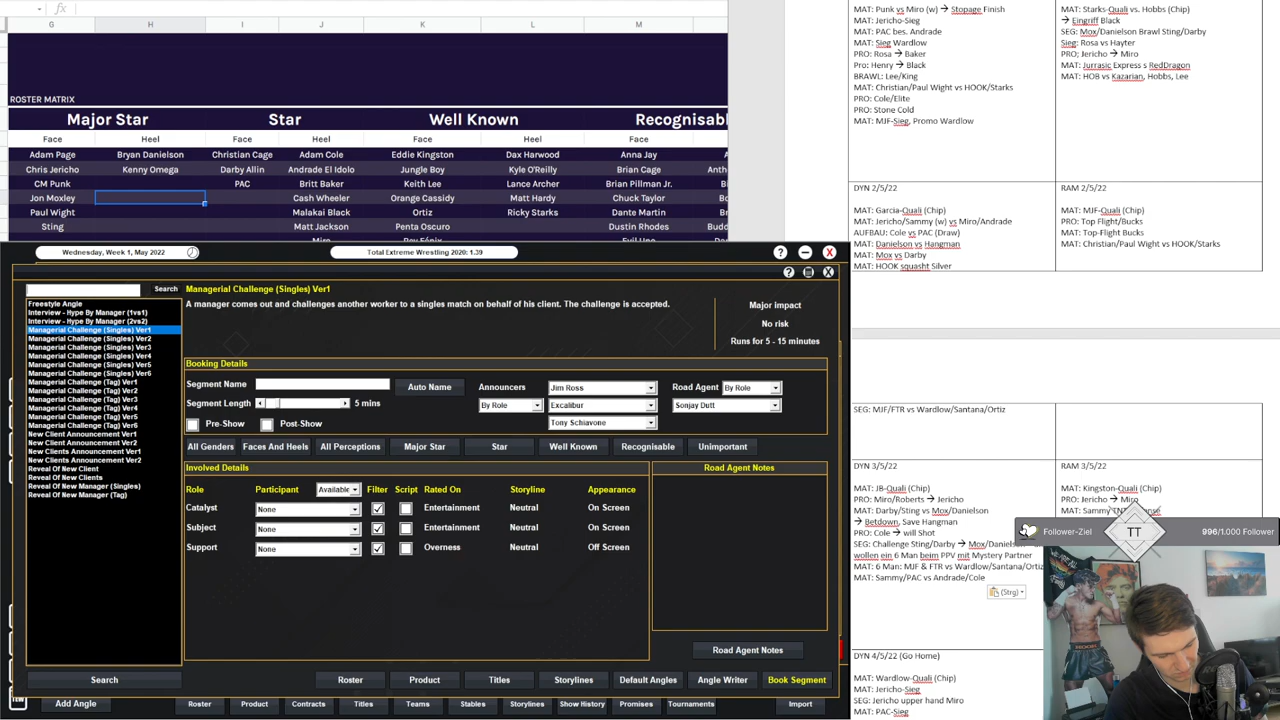 fx
G H I J K L M
ROSTER MATRIX
Major Star Star Well Known Recognisabl
Face Heel Face Heel Face Heel Face
Adam Page Bryan Danielson Christian Cage Adam Cole Eddie Kingston Dax Harwood Anna Jay
Chris Jericho Kenny Omega Darby Allin Andrade El Idolo Jungle Boy Kyle O'Reilly Brian Cage Anth
CM Punk PAC Britt Baker Keith Lee Lance Archer Brian Pillman Jr.
Jon Moxley Cash Wheeler Orange Cassidy Matt Hardy Chuck Taylor
Paul Wight Malakai Black Ortiz Ricky Starks Dante Martin
Sting Matt Jackson Penta Oscuro Dustin Rhodes Budd
Miro Rey Fénix
MAT: Punk vs Miro (w) → Stopage Finish
MAT: Jericho-Sieg
MAT: PAC bes. Andrade
MAT: Sieg Wardlow
PRO: Rosa → Baker
Pro: Henry → Black
BRAWL: Lee/King
MAT: Christian/Paul Wight vs HOOK/Starks
PRO: Cole/Elite
PRO: Stone Cold
MAT: MJF-Sieg, Promo Wardlow
MAT: Starks-Quali vs. Hobbs (Chip)
→ Eingriff Black
SEG: Mox/Danielson Brawl Sting/Darby
Sieg: Rosa vs Hayter
PRO; Jericho → Miro
MAT: Jurrasic Express s RedDragon
MAT: HOB vs Kazarian, Hobbs, Lee
DYN 2/5/22
MAT: Garcia-Quali (Chip)
MAT: Jericho/Sammy (w) vs Miro/Andrade
AUFBAU: Cole vs PAC (Draw)
MAT: Danielson vs Hangman
MAT: Mox vs Darby
MAT: HOOK squasht Silver
RAM 2/5/22
MAT: MJF-Quali (Chip)
PRO: Top Flight/Bucks
MAT: Top-Flight Bucks
MAT: Christian/Paul Wight vs HOOK/Starks
SEG: MJF/FTR vs Wardlow/Santana/Ortiz
DYN 3/5/22
MAT: JB-Quali (Chip)
PRO: Miro/Roberts → Jericho
MAT: Darby/Sting vs Mox/Danielson
→ Betdown, Save Hangman
PRO: Cole → will Shot
SEG: Challenge Sting/Darby → Mox/Danielson
wollen ein 6 Man beim PPV mit Mystery Partner
MAT: 6 Man: MJF & FTR vs Wardlow/Santana/Ortiz
MAT: Sammy/PAC vs Andrade/Cole
(Strg)
RAM 3/5/22
MAT: Kingston-Quali (Chip)
PRO: Jericho → Miro
MAT: Sammy TNT
DYN 4/5/22 (Go Home)
MAT: Wardlow-Quali (Chip)
MAT: Jericho-Sieg
SEG: Jericho upper hand Miro
MAT: PAC-Sieg
Follower-Ziel TT 996/1.000 Follower
Wednesday, Week 1, May 2022 Total Extreme Wrestling 2020: 1.39 ? X
? X
Search
Freestyle Angle
Interview - Hype By Manager (1vs1)
Interview - Hype By Manager (2vs2)
Managerial Challenge (Singles) Ver1
Managerial Challenge (Singles) Ver2
Managerial Challenge (Singles) Ver3
Managerial Challenge (Singles) Ver4
Managerial Challenge (Singles) Ver5
Managerial Challenge (Singles) Ver6
Managerial Challenge (Tag) Ver1
Managerial Challenge (Tag) Ver2
Managerial Challenge (Tag) Ver3
Managerial Challenge (Tag) Ver4
Managerial Challenge (Tag) Ver5
Managerial Challenge (Tag) Ver6
New Client Announcement Ver1
New Client Announcement Ver2
New Clients Announcement Ver1
New Clients Announcement Ver2
Reveal Of New Client
Reveal Of New Clients
Reveal Of New Manager (Singles)
Reveal Of New Manager (Tag)
Search
Managerial Challenge (Singles) Ver1
A manager comes out and challenges another worker to a singles match on behalf of his client. The challenge is accepted.
Major impact
No risk
Runs for 5 - 15 minutes
Booking Details
Segment Name Auto Name Announcers Jim Ross Road Agent By Role
Segment Length 5 mins By Role Excalibur Sonjay Dutt
Pre-Show Post-Show Tony Schiavone
All Genders Faces And Heels All Perceptions Major Star Star Well Known Recognisable Unimportant
Involved Details Road Agent Notes
Role Participant Available Filter Script Rated On Storyline Appearance
Catalyst None Entertainment Neutral On Screen
Subject None Entertainment Neutral On Screen
Support None Overness Neutral Off Screen
Road Agent Notes
Roster Product Titles Storylines Default Angles Angle Writer Book Segment
Add Angle Roster Product Contracts Titles Teams Stables Storylines Show History Promises Tournaments Import